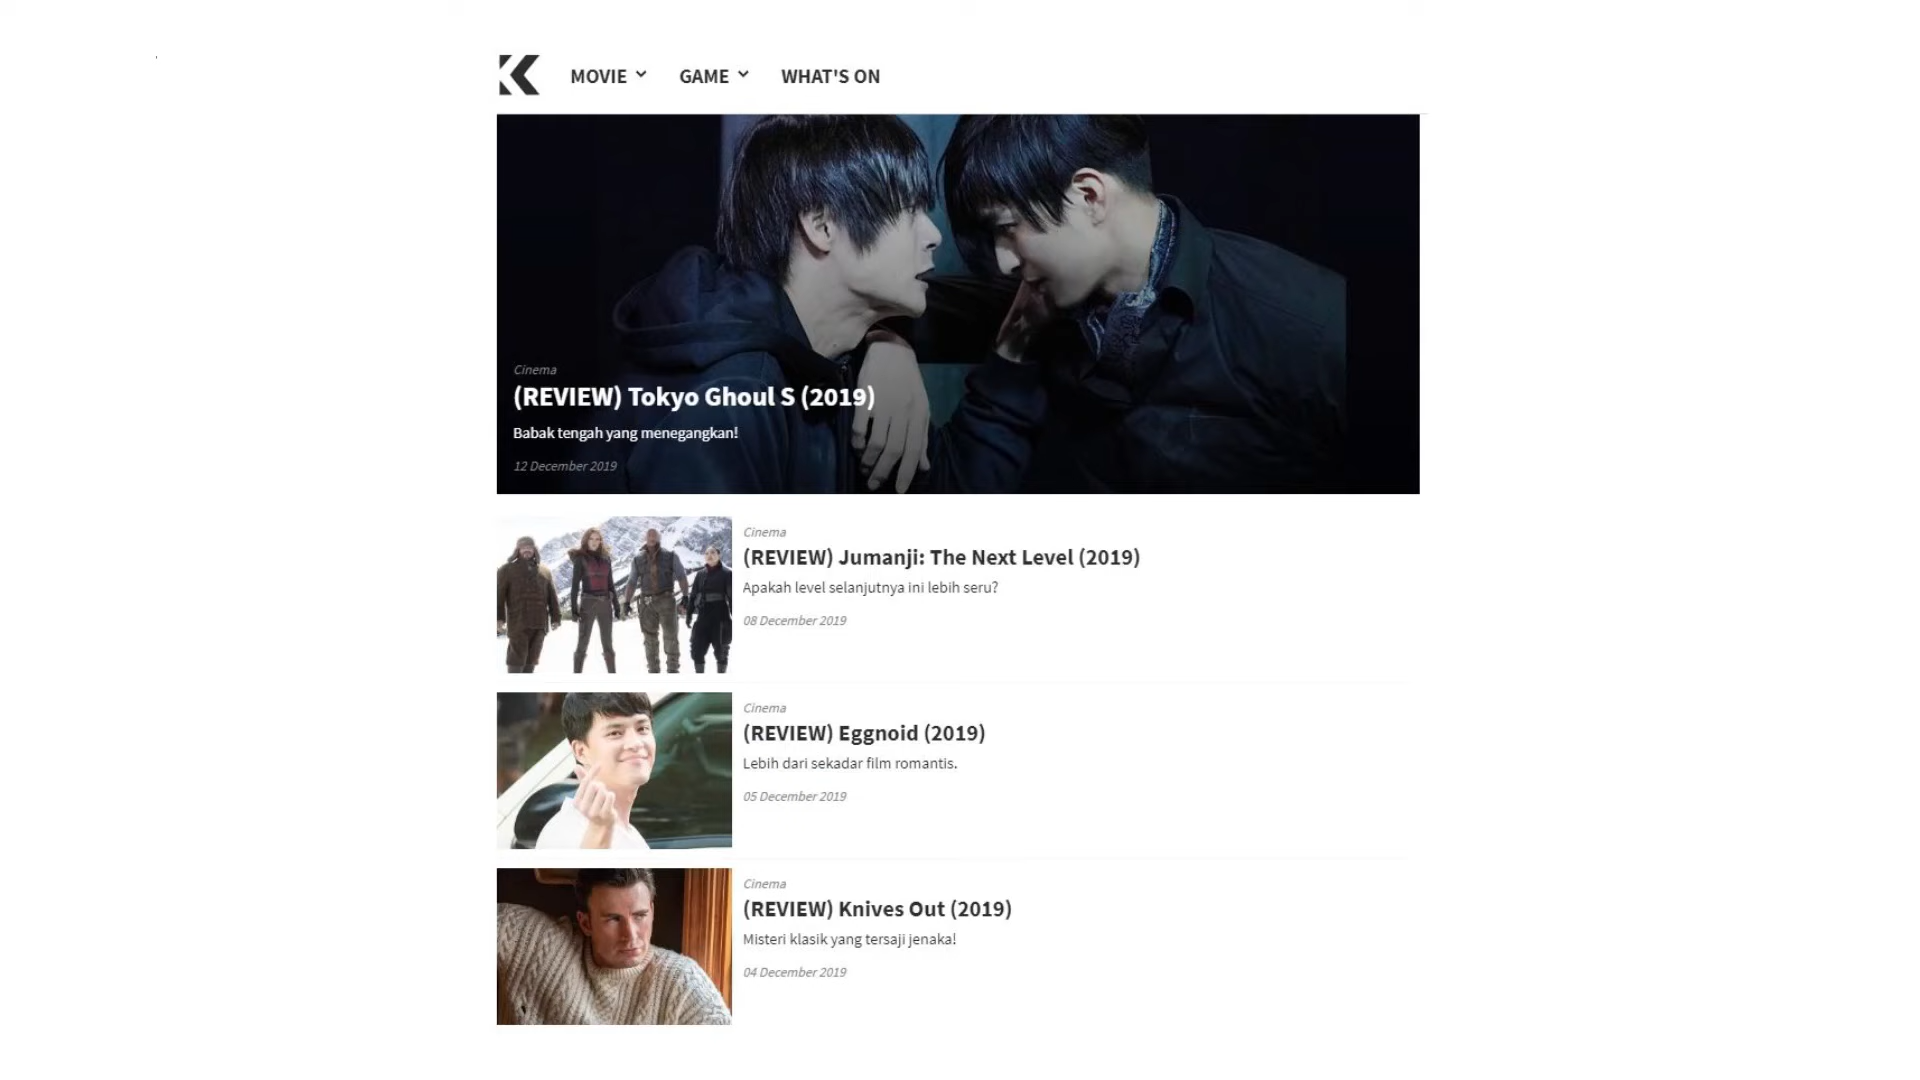 MOVIE
GAME
WHAT'S ON
Cinema
(REVIEW) Tokyo Ghoul S (2019)
Babak tengah yang menegangkan!
12 December 2019
Cinema
(REVIEW) Jumanji: The Next Level (2019)
Apakah level selanjutnya ini lebih seru?
08 December 2019
Cinema
(REVIEW) Eggnoid (2019)
Lebih dari sekadar film romantis.
05 December 2019
Cinema
(REVIEW) Knives Out (2019)
Misteri klasik yang tersaji jenaka!
04 December 2019